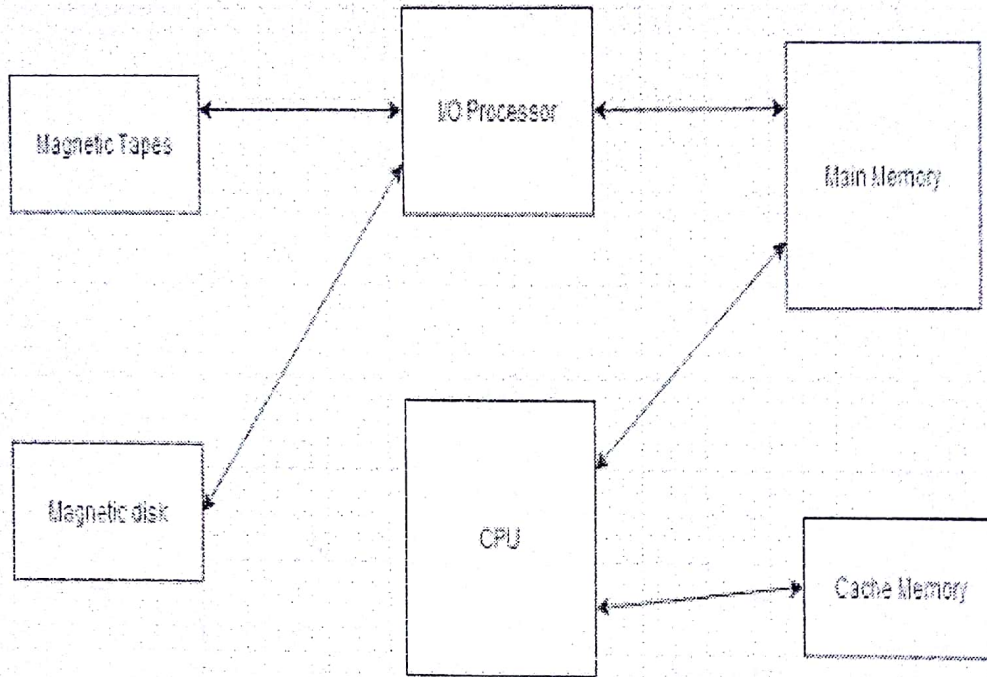 I/O Processor
Magnetic Tapes
Main Memory
Magnetic disk
CPU
Cache Memory